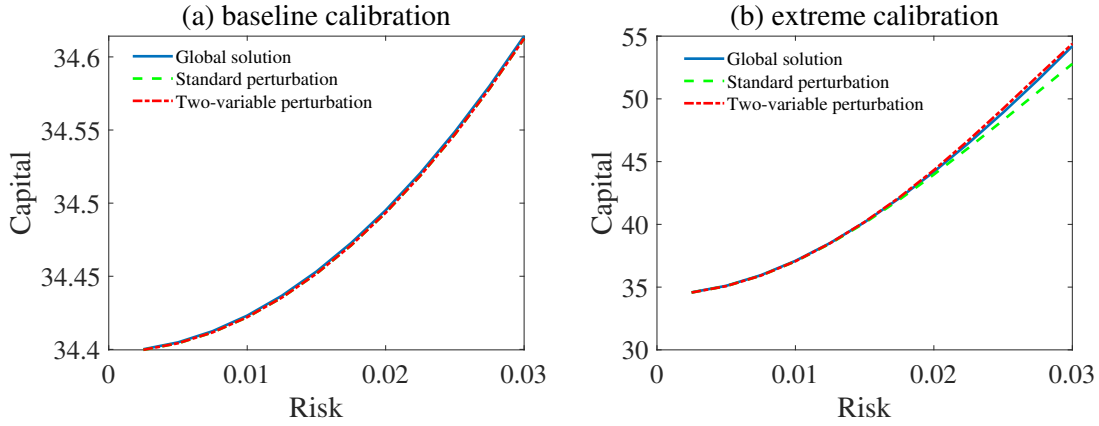 (a) baseline calibration
Global solution
Standard perturbation
Two-variable perturbation
34.6
34.55
34.5
34.45
34.4
Capital
0
0.01
0.02
0.03
Risk
(b) extreme calibration
Global solution
Standard perturbation
Two-variable perturbation
55
50
45
40
35
30
Capital
0
0.01
0.02
0.03
Risk